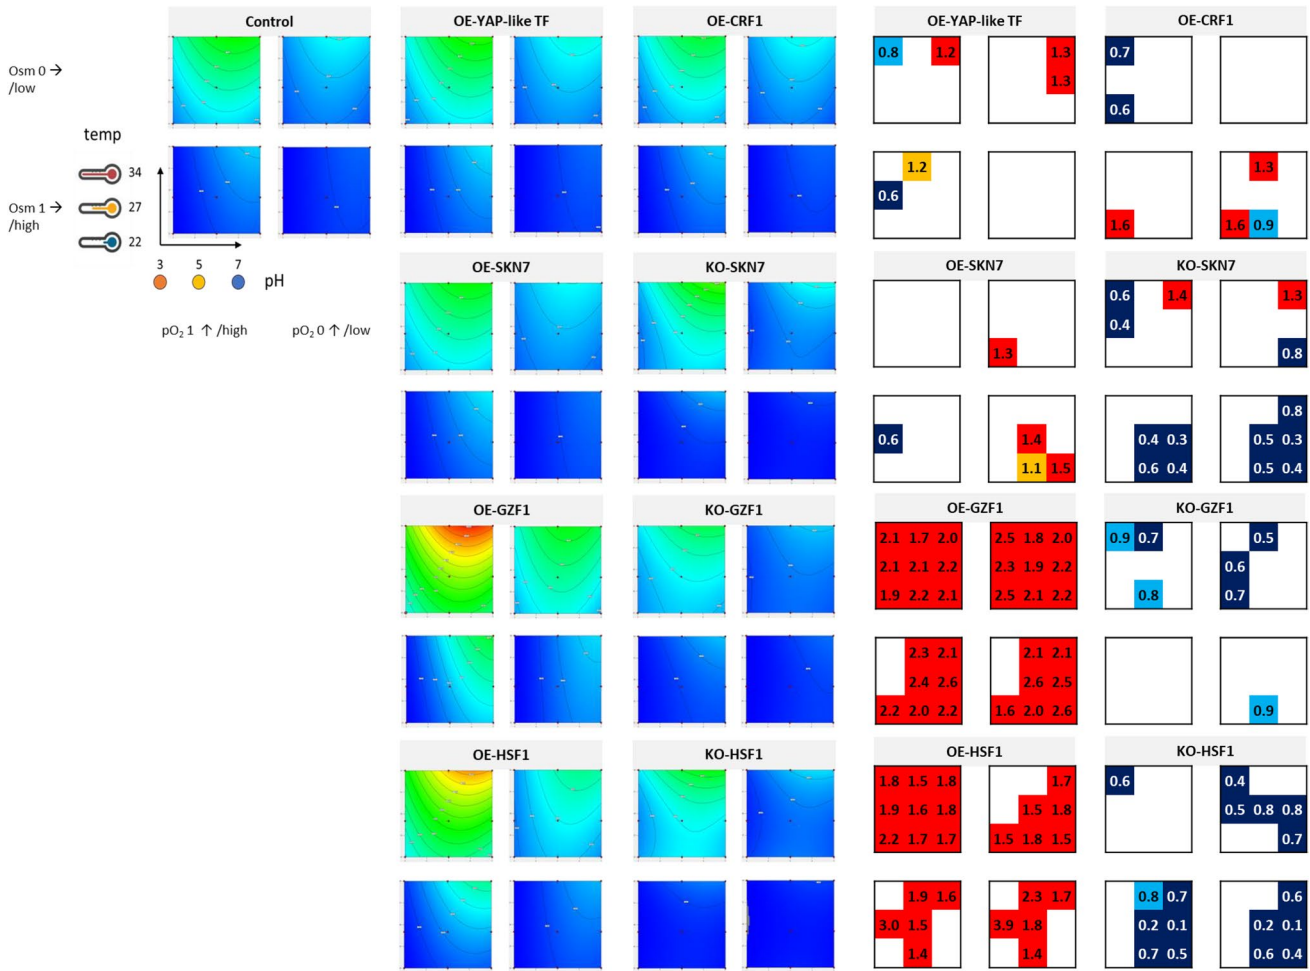 Control
OE-YAP-like TF
OE-CRF1
OE-YAP-like TF
OE-CRF1
Osm 0 →
/low
0.8 1.2
1.3
1.3
0.7
0.6
temp
34
27
22
Osm 1 →
/high
1.2
0.6
1.6
1.3
1.6 0.9
3 5 7 pH
pO₂ 1 ↑ /high
pO₂ 0 ↑ /low
OE-SKN7
KO-SKN7
OE-SKN7
KO-SKN7
1.3
0.6 1.4
0.4
1.3
0.8
0.6
1.4
1.1 1.5
0.4 0.3
0.6 0.4
0.8
0.5 0.3
0.5 0.4
OE-GZF1
KO-GZF1
OE-GZF1
KO-GZF1
2.1 1.7 2.0
2.1 2.1 2.2
1.9 2.2 2.1
2.5 1.8 2.0
2.3 1.9 2.2
2.5 2.1 2.2
0.9 0.7
0.8
0.5
0.6
0.7
2.3 2.1
2.4 2.6
2.2 2.0 2.2
2.1 2.1
2.6 2.5
1.6 2.0 2.6
0.9
OE-HSF1
KO-HSF1
OE-HSF1
KO-HSF1
1.8 1.5 1.8
1.9 1.6 1.8
2.2 1.7 1.7
1.7
1.5 1.8
1.5 1.8 1.5
0.6
0.4
0.5 0.8 0.8
0.7
1.9 1.6
3.0 1.5
1.4
2.3 1.7
3.9 1.8
1.4
0.8 0.7
0.2 0.1
0.7 0.5
0.6
0.2 0.1
0.6 0.4